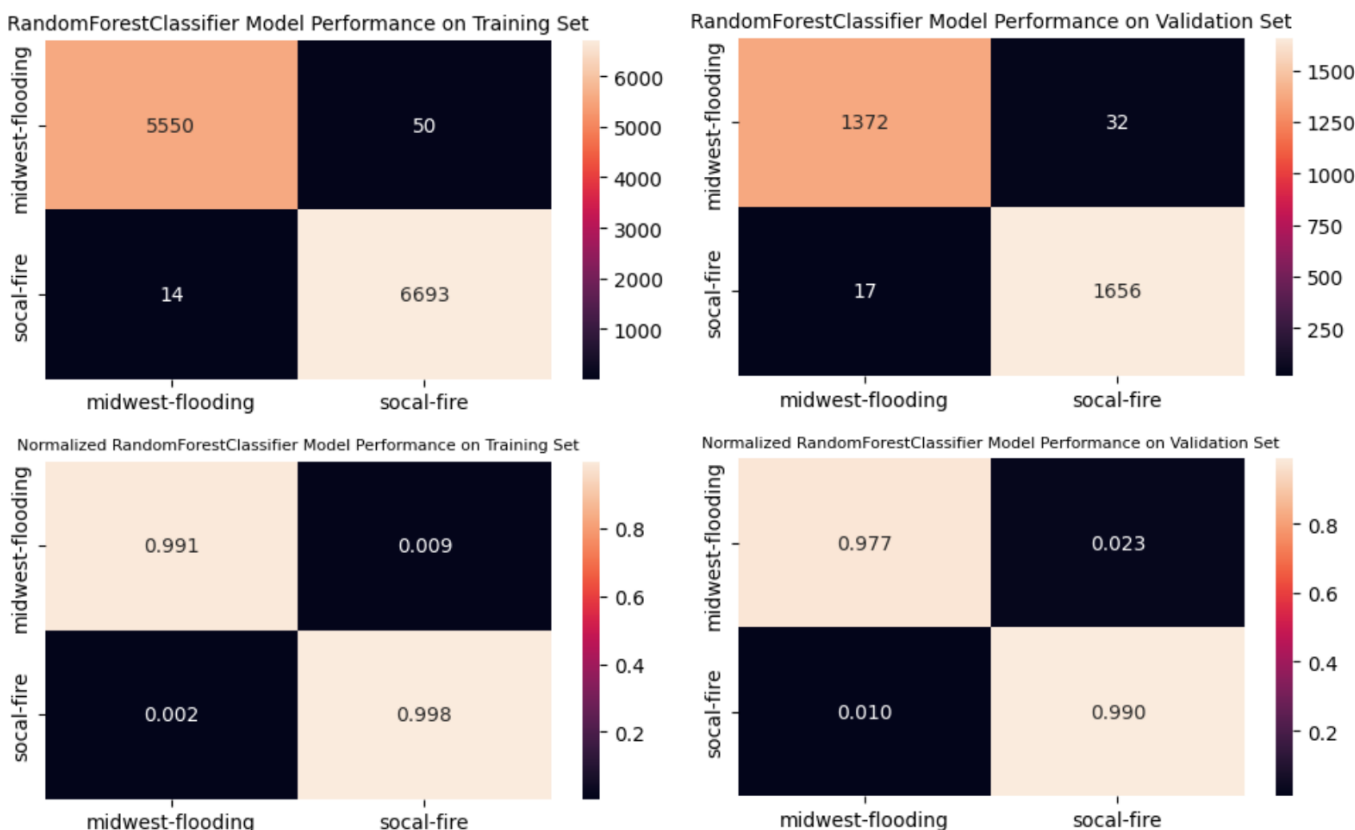 RandomForestClassifier Model Performance on Training Set
midwest-flooding
socal-fire
5550
50
14
6693
6000
5000
4000
3000
2000
1000
midwest-flooding
socal-fire
RandomForestClassifier Model Performance on Validation Set
midwest-flooding
socal-fire
1372
32
17
1656
1500
1250
1000
750
500
250
midwest-flooding
socal-fire
Normalized RandomForestClassifier Model Performance on Training Set
midwest-flooding
socal-fire
0.991
0.009
0.002
0.998
0.8
0.6
0.4
0.2
midwest-flooding
socal-fire
Normalized RandomForestClassifier Model Performance on Validation Set
midwest-flooding
socal-fire
0.977
0.023
0.010
0.990
0.8
0.6
0.4
0.2
midwest-flooding
socal-fire